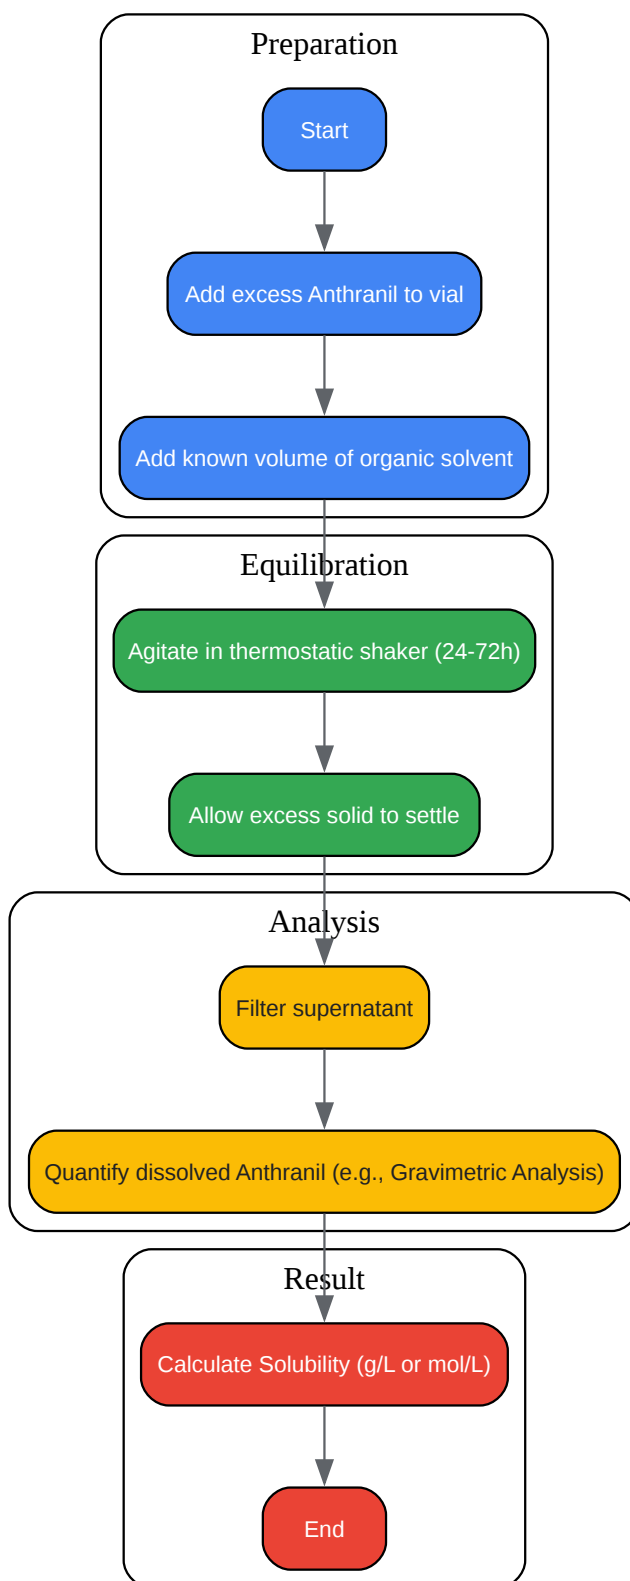 Preparation
Start
Add excess Anthranil to vial
Add known volume of organic solvent
Equilibration
Agitate in thermostatic shaker (24-72h)
Allow excess solid to settle
Analysis
Filter supernatant
Quantify dissolved Anthranil (e.g., Gravimetric Analysis)
Result
Calculate Solubility (g/L or mol/L)
End